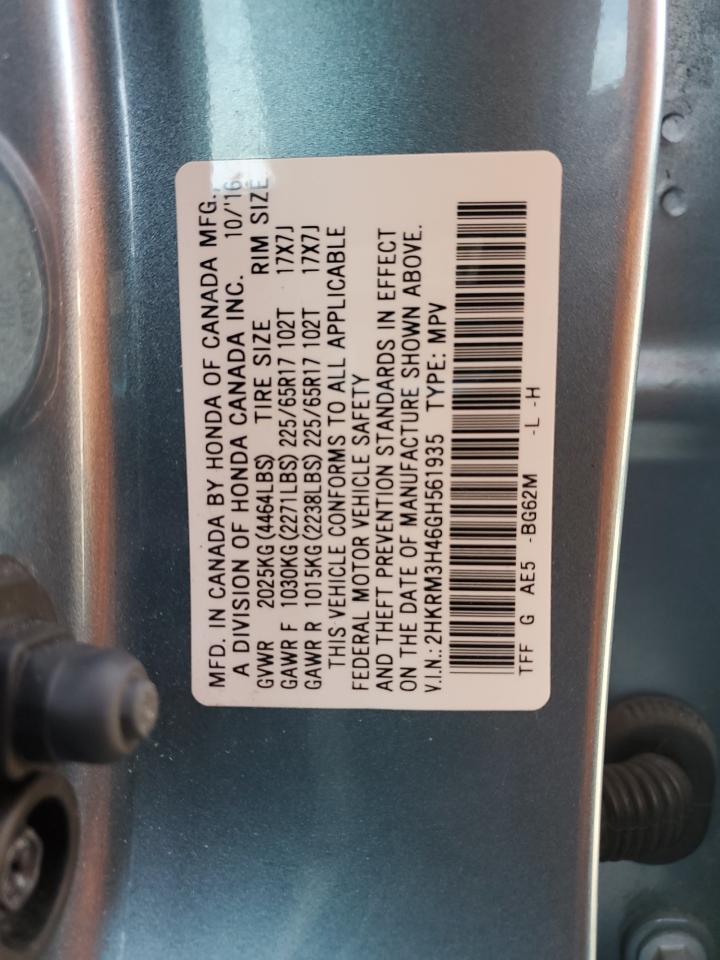 MFD. IN CANADA BY HONDA OF CANADA MFG.,
A DIVISION OF HONDA CANADA INC. 10/'16
GVWR 2025KG(4464LBS) TIRE SIZE RIM SIZE
GAWR F 1030KG(2271LBS) 225/65R17 102T 17X7J
GAWR R 1015KG(2238LBS) 225/65R17 102T 17X7J
THIS VEHICLE CONFORMS TO ALL APPLICABLE
FEDERAL MOTOR VEHICLE SAFETY
AND THEFT PREVENTION STANDARDS IN EFFECT
ON THE DATE OF MANUFACTURE SHOWN ABOVE.
V.I.N.: 2HKRM3H46GH561935 TYPE: MPV
TFF G AE5 -BG62M -L -H